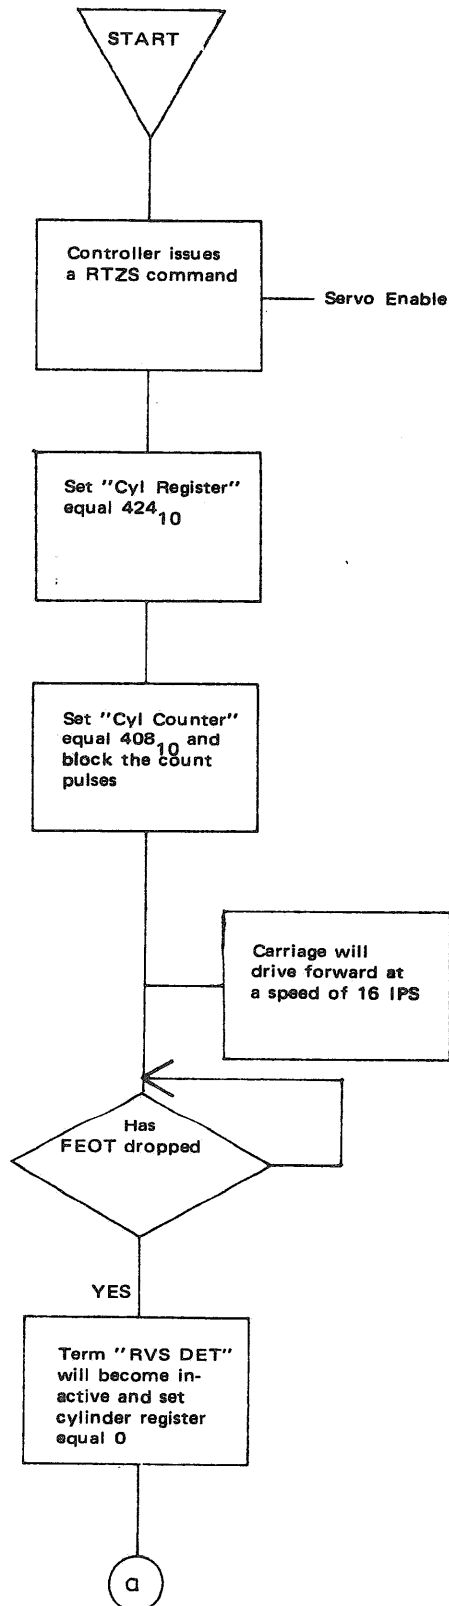 START
Controller issues
a RTZS command
Servo Enable
Set "Cyl Register"
equal 424₁₀
Set "Cyl Counter"
equal 408₁₀ and
block the count
pulses
Carriage will
drive forward at
a speed of 16 IPS
Has
FEOT dropped
YES
Term "RVS DET"
will become in-
active and set
cylinder register
equal 0
a